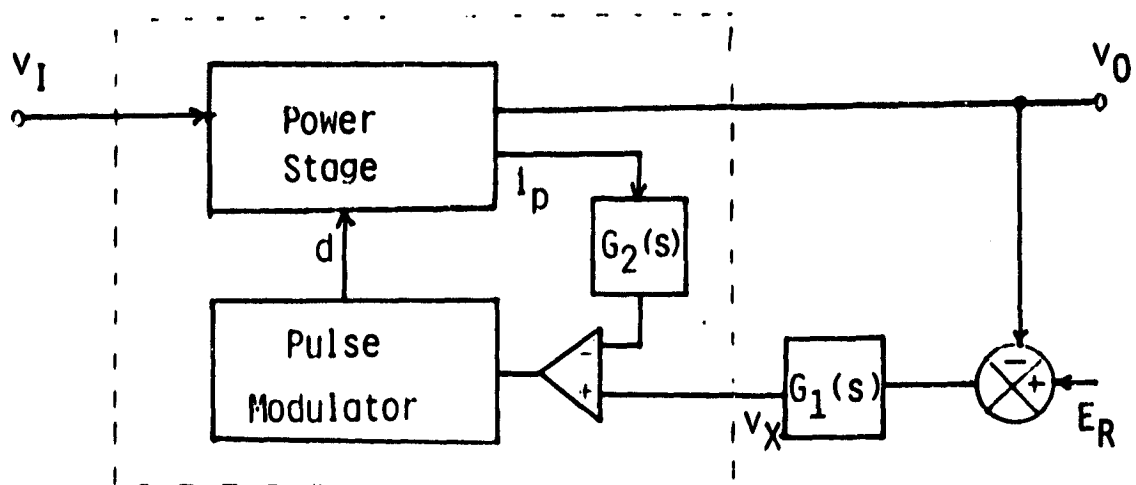 v_I
v_O
Power
Stage
i_p
G_2(s)
d
Pulse
Modulator
-
+
v_X
G_1(s)
-
+
E_R